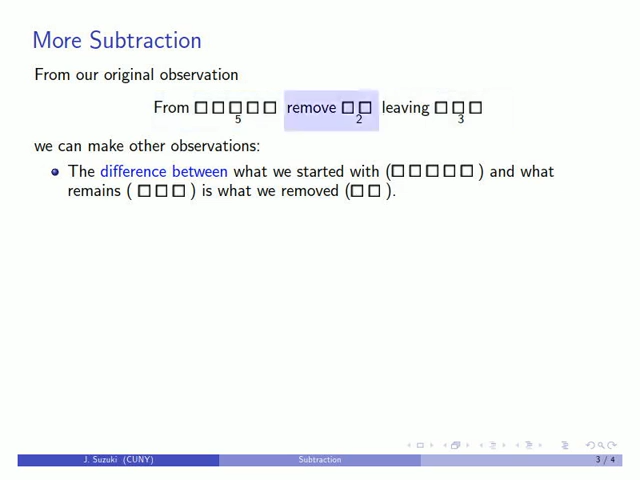 More Subtraction
From our original observation
From □ □ □ □ □ remove □ □ leaving □ □ □
5 2 3
we can make other observations:
The difference between what we started with (□ □ □ □ □ ) and what
remains ( □ □ □ ) is what we removed (□ □ ).
J. Suzuki (CUNY) Subtraction 3 / 4